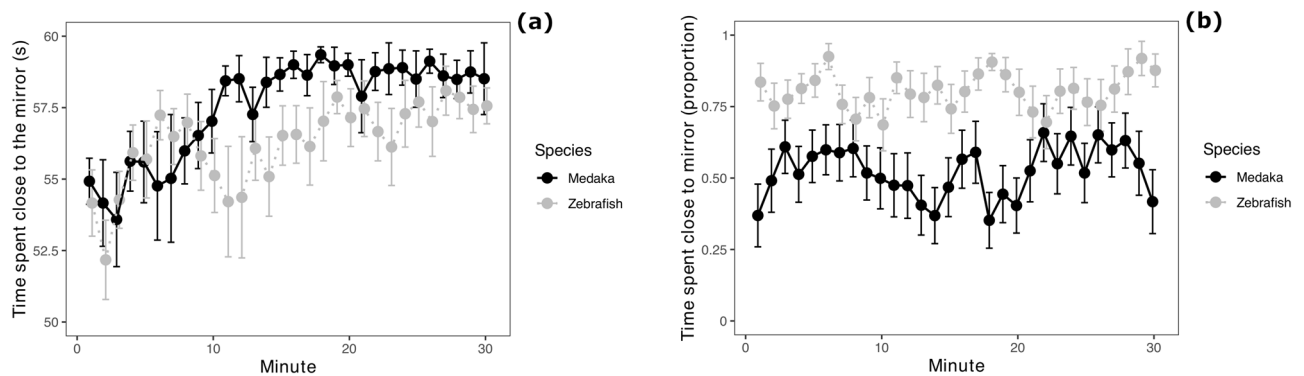 (a)
Time spent close to the mirror (s)
60
57.5
55
52.5
50
0 10 20 30
Minute
Species
Medaka
Zebrafish
(b)
Time spent close to mirror (proportion)
1
0.75
0.50
0.25
0
0 10 20 30
Minute
Species
Medaka
Zebrafish